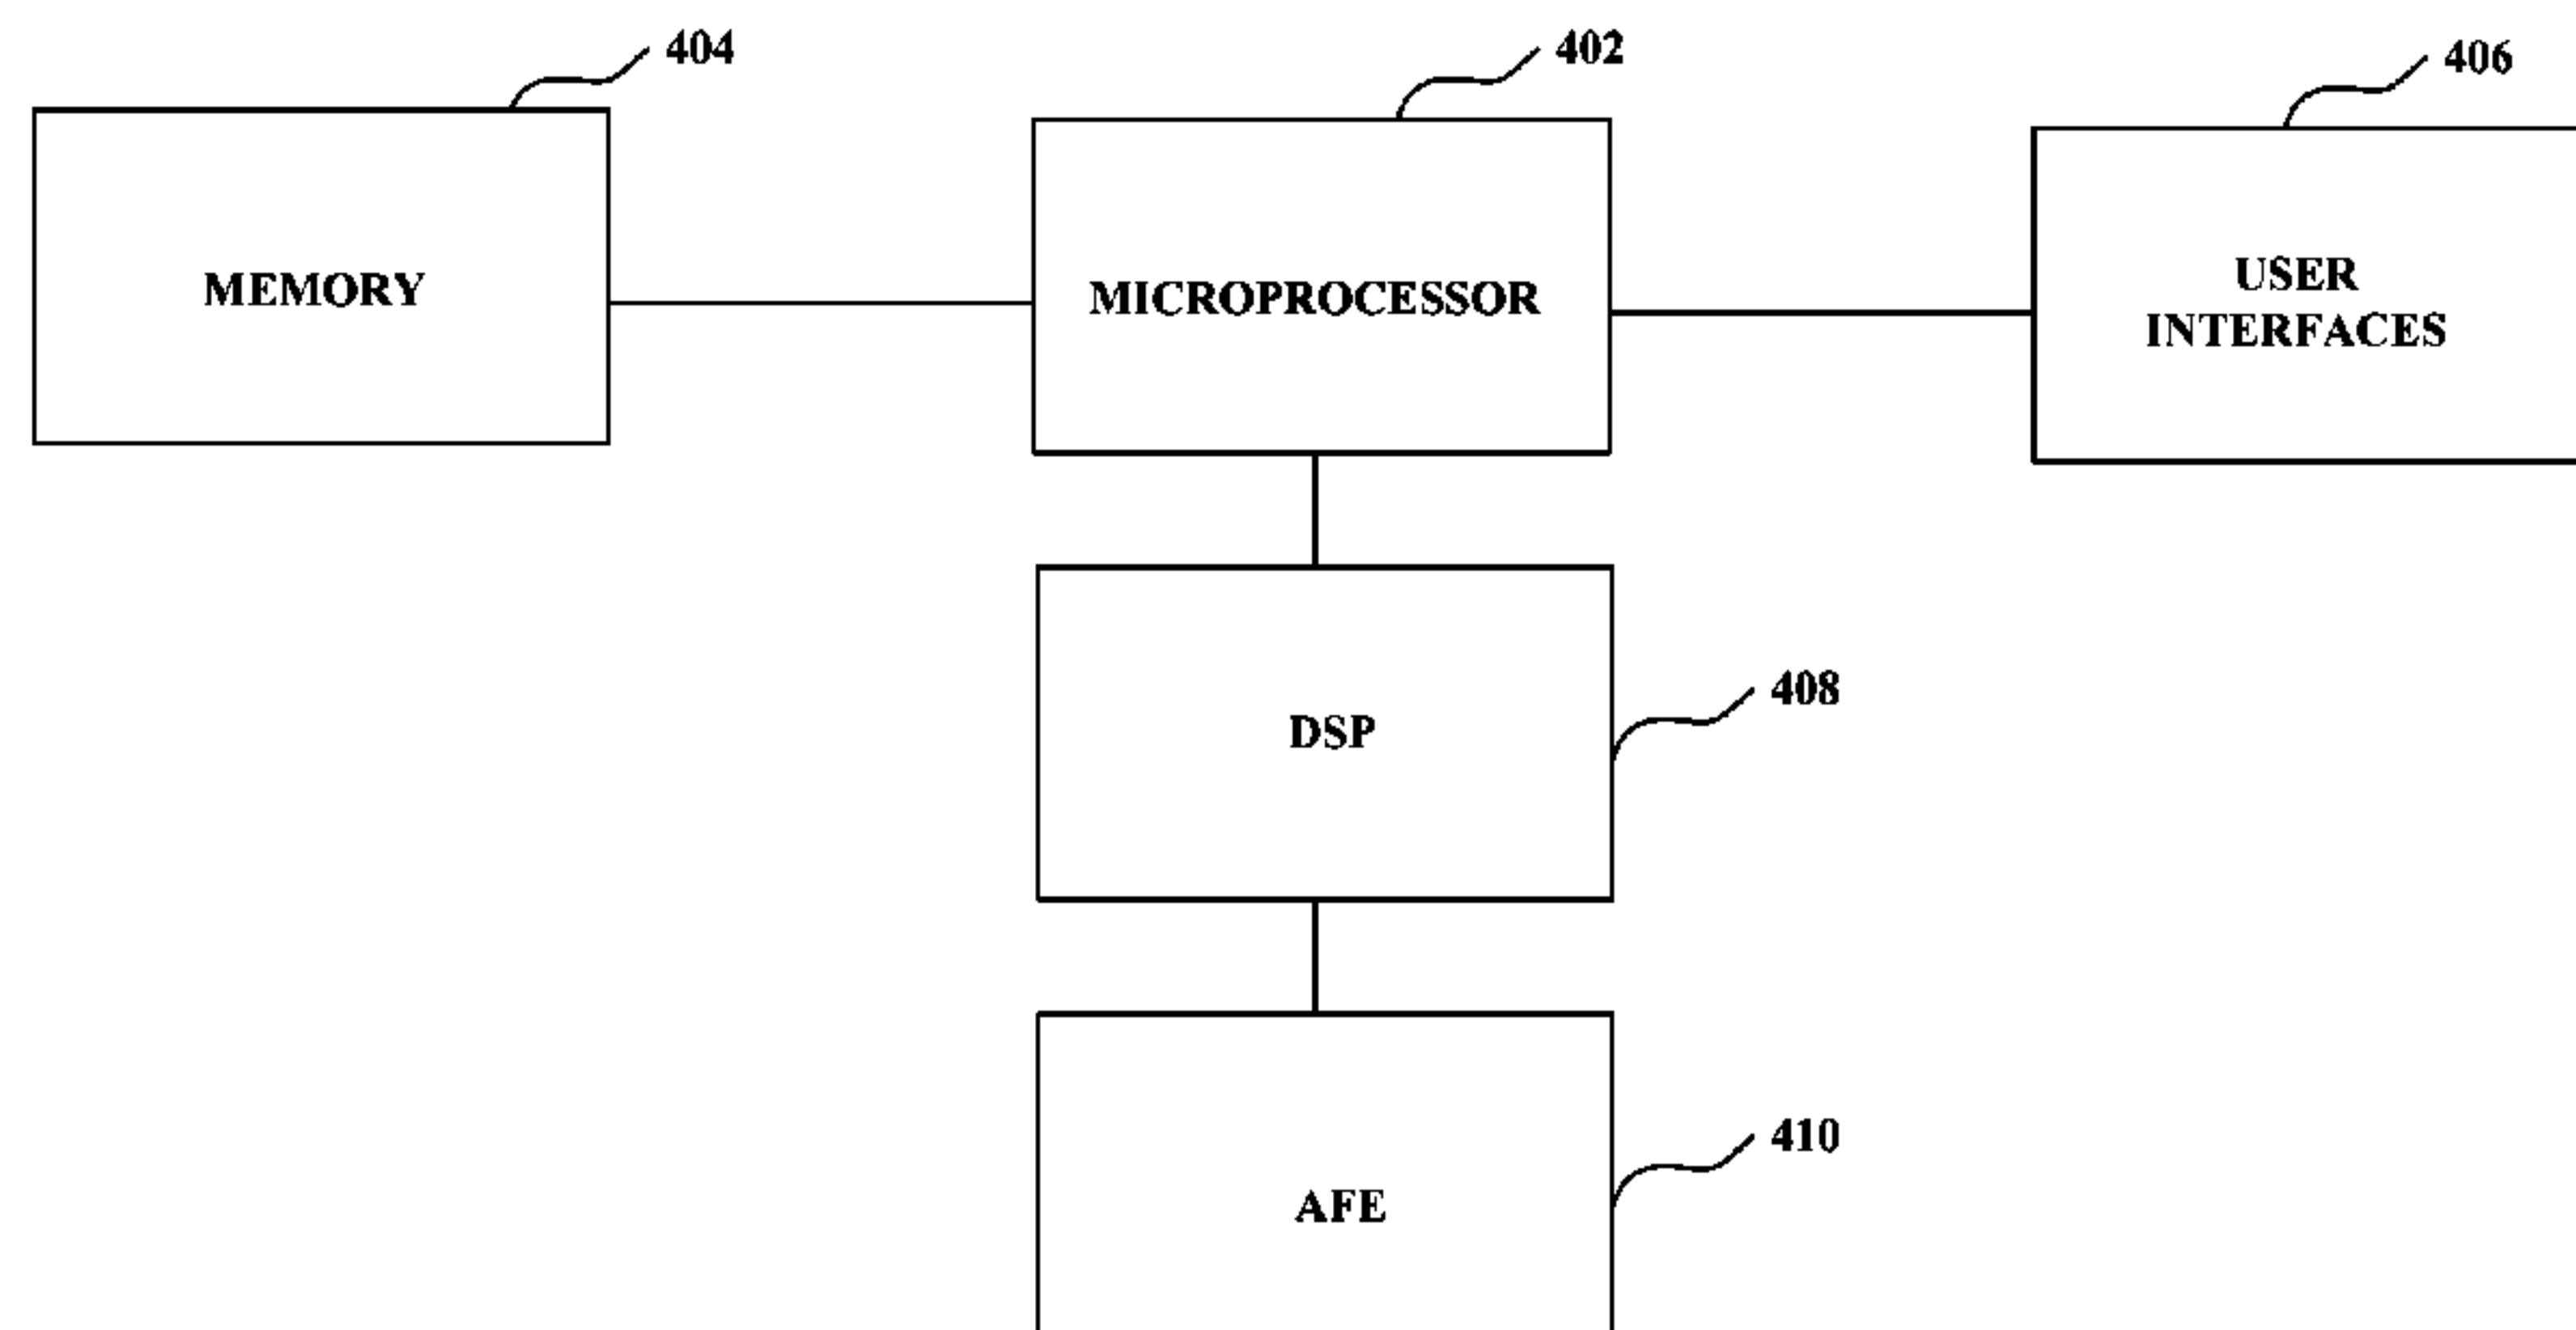 404
402
406
MEMORY
MICROPROCESSOR
USER
INTERFACES
DSP
408
410
AFE